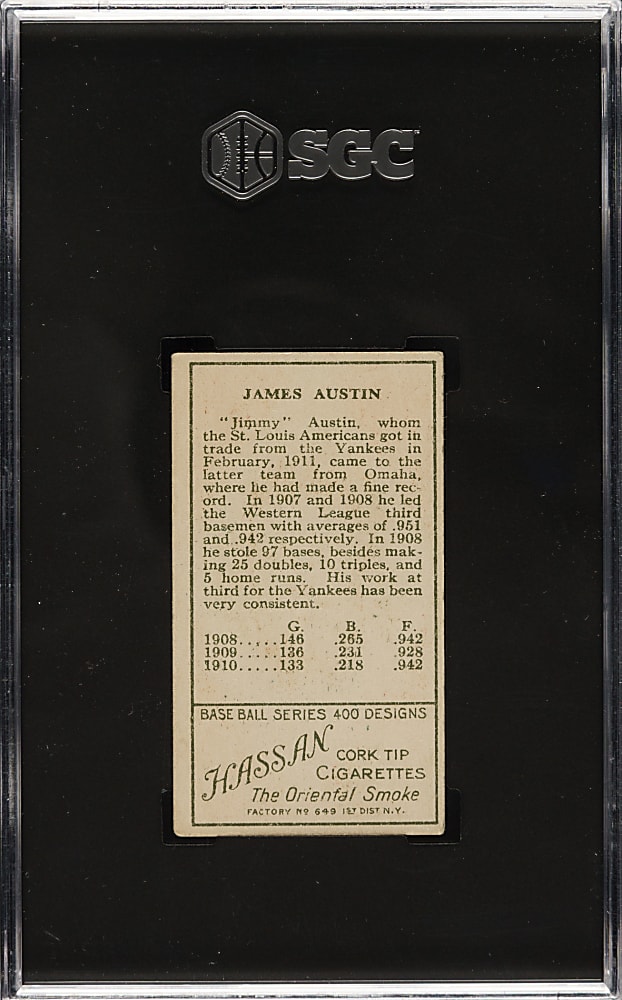 SGC
JAMES AUSTIN
"Jimmy" Austin, whom
the St. Louis Americans got in
trade from the Yankees in
February, 1911, came to the
latter team from Omaha,
where he had made a fine rec-
ord. In 1907 and 1908 he led
the Western League third
basemen with averages of .951
and .942 respectively. In 1908
he stole 97 bases, besides mak-
ing 25 doubles, 10 triples, and
5 home runs. His work at
third for the Yankees has been
very consistent.
G. B. F.
1908.....146 .265 .942
1909.....136 .231 .928
1910.....133 .218 .942
BASE BALL SERIES 400 DESIGNS
HASSAN
CORK TIP
CIGARETTES
The Oriental Smoke
FACTORY No 649 1ST DIST N.Y.